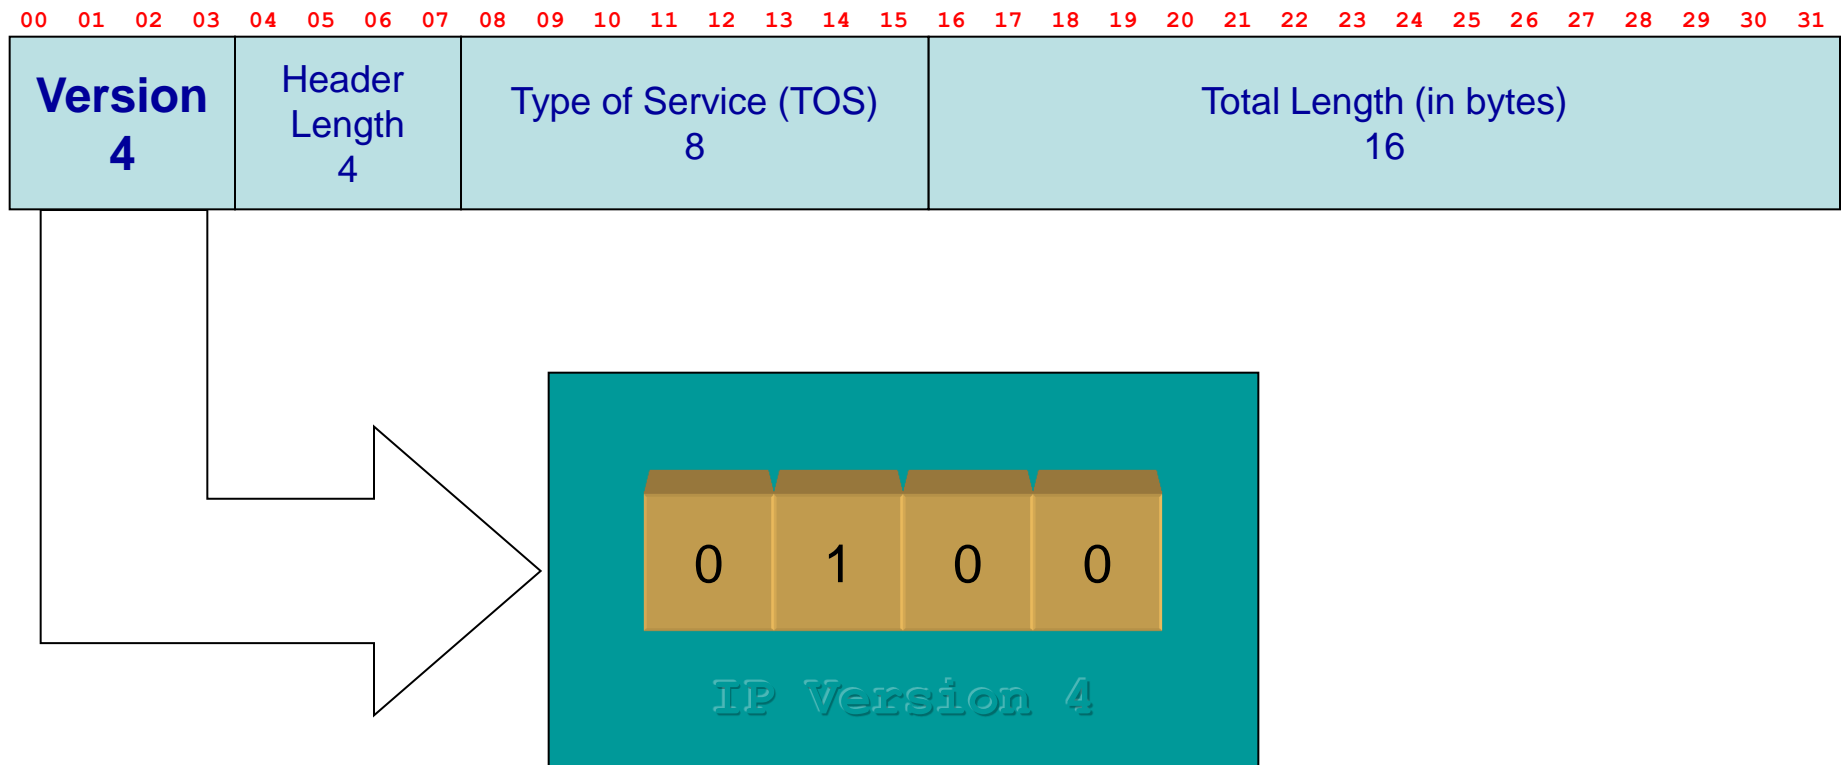 00 01 02 03 04 05 06 07 08 09 10 11 12 13 14 15 16 17 18 19 20 21 22 23 24 25 26 27 28 29 30 31
Version
4
Header
Length
4
Type of Service (TOS)
8
Total Length (in bytes)
16
0 1 0 0
IP Version 4